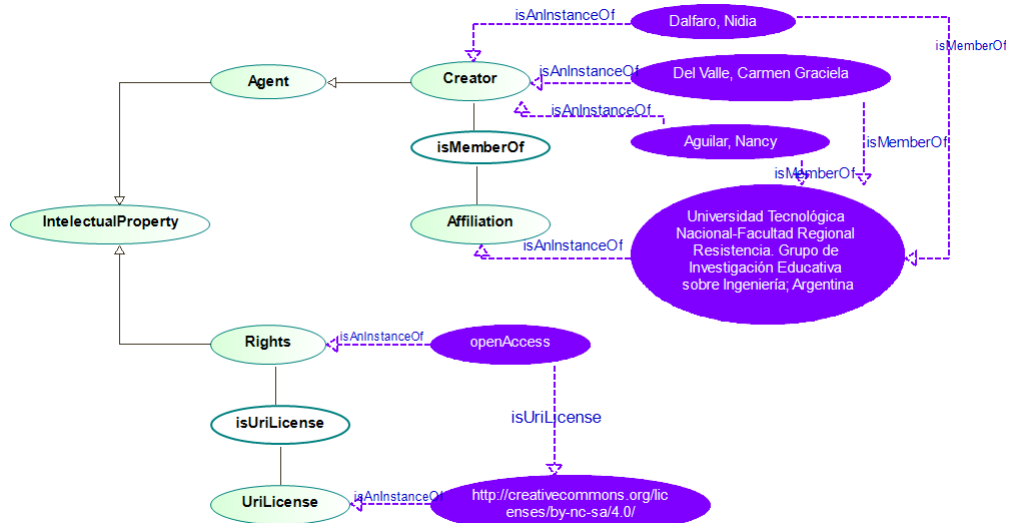 isAnInstanceOf
Dalfaro, Nidia
isMemberOf
Agent
Creator
isAnInstanceOf
Del Valle, Carmen Graciela
isAnInstanceOf
isMemberOf
Aguilar, Nancy
isMemberOf
isMemberOf
IntelectualProperty
Affiliation
isAnInstanceOf
Universidad Tecnológica
Nacional-Facultad Regional
Resistencia. Grupo de
Investigación Educativa
sobre Ingeniería; Argentina
Rights
isAnInstanceOf
openAccess
isUriLicense
isUriLicense
UriLicense
isAnInstanceOf
http://creativecommons.org/lic
enses/by-nc-sa/4.0/